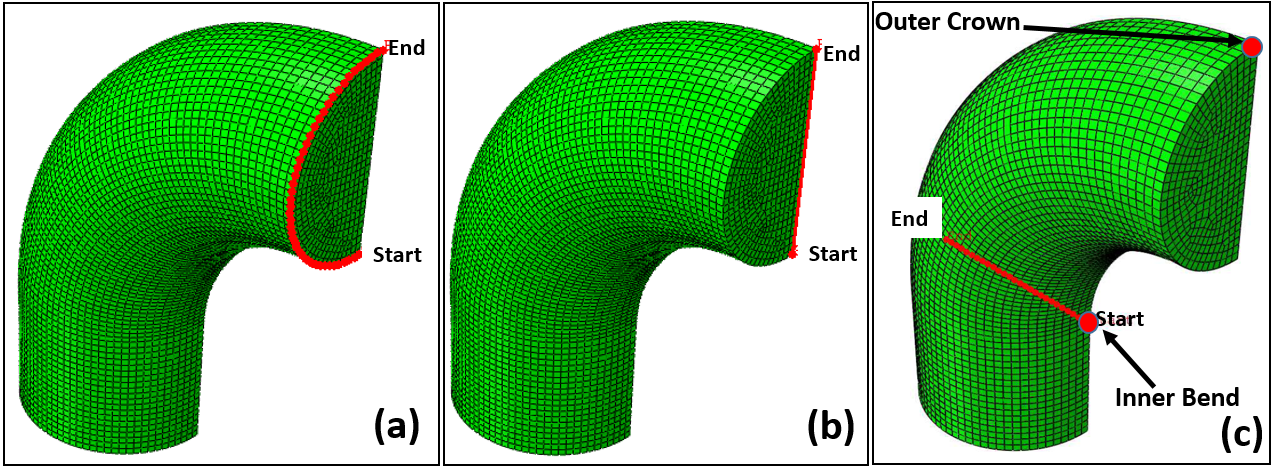 End
Start
(a)
End
Start
(b)
Outer Crown
End
Start
Inner Bend
(c)